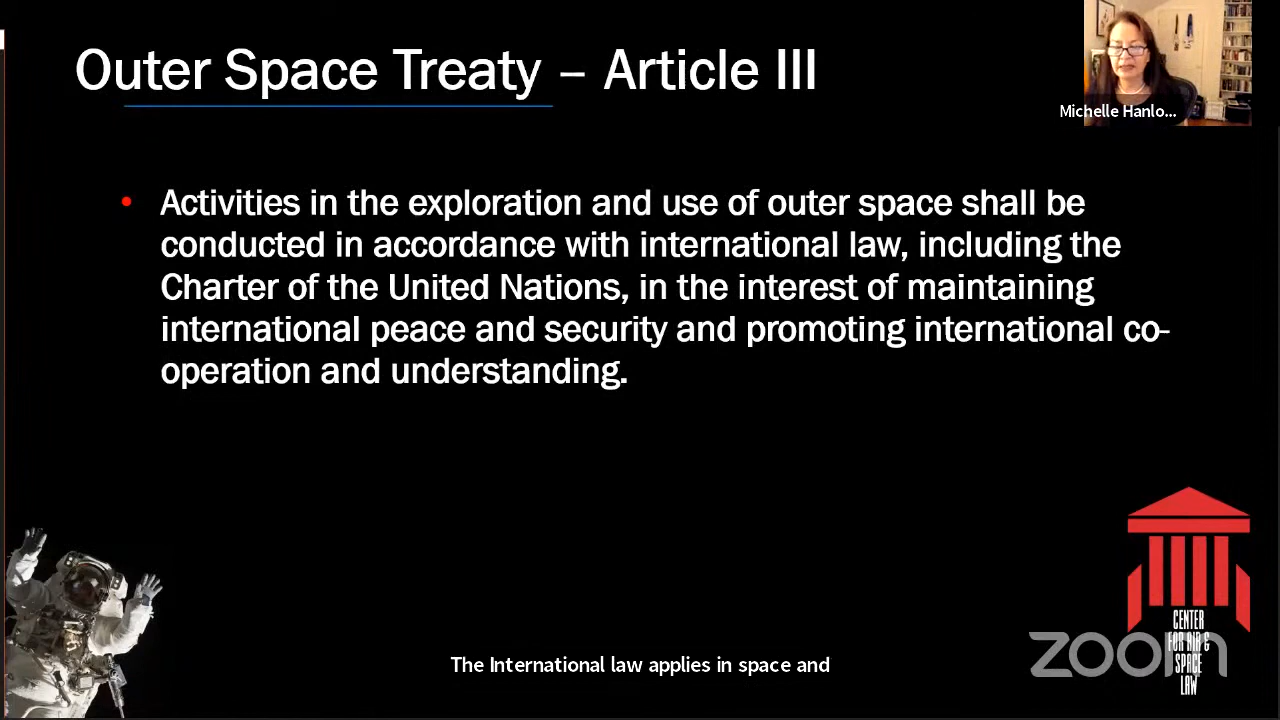 Outer Space Treaty – Article III
Michelle Hanlo...
• Activities in the exploration and use of outer space shall be
conducted in accordance with international law, including the
Charter of the United Nations, in the interest of maintaining
international peace and security and promoting international co-
operation and understanding.
CENTER
FOR AIR &
SPACE
LAW
zoom
The International law applies in space and